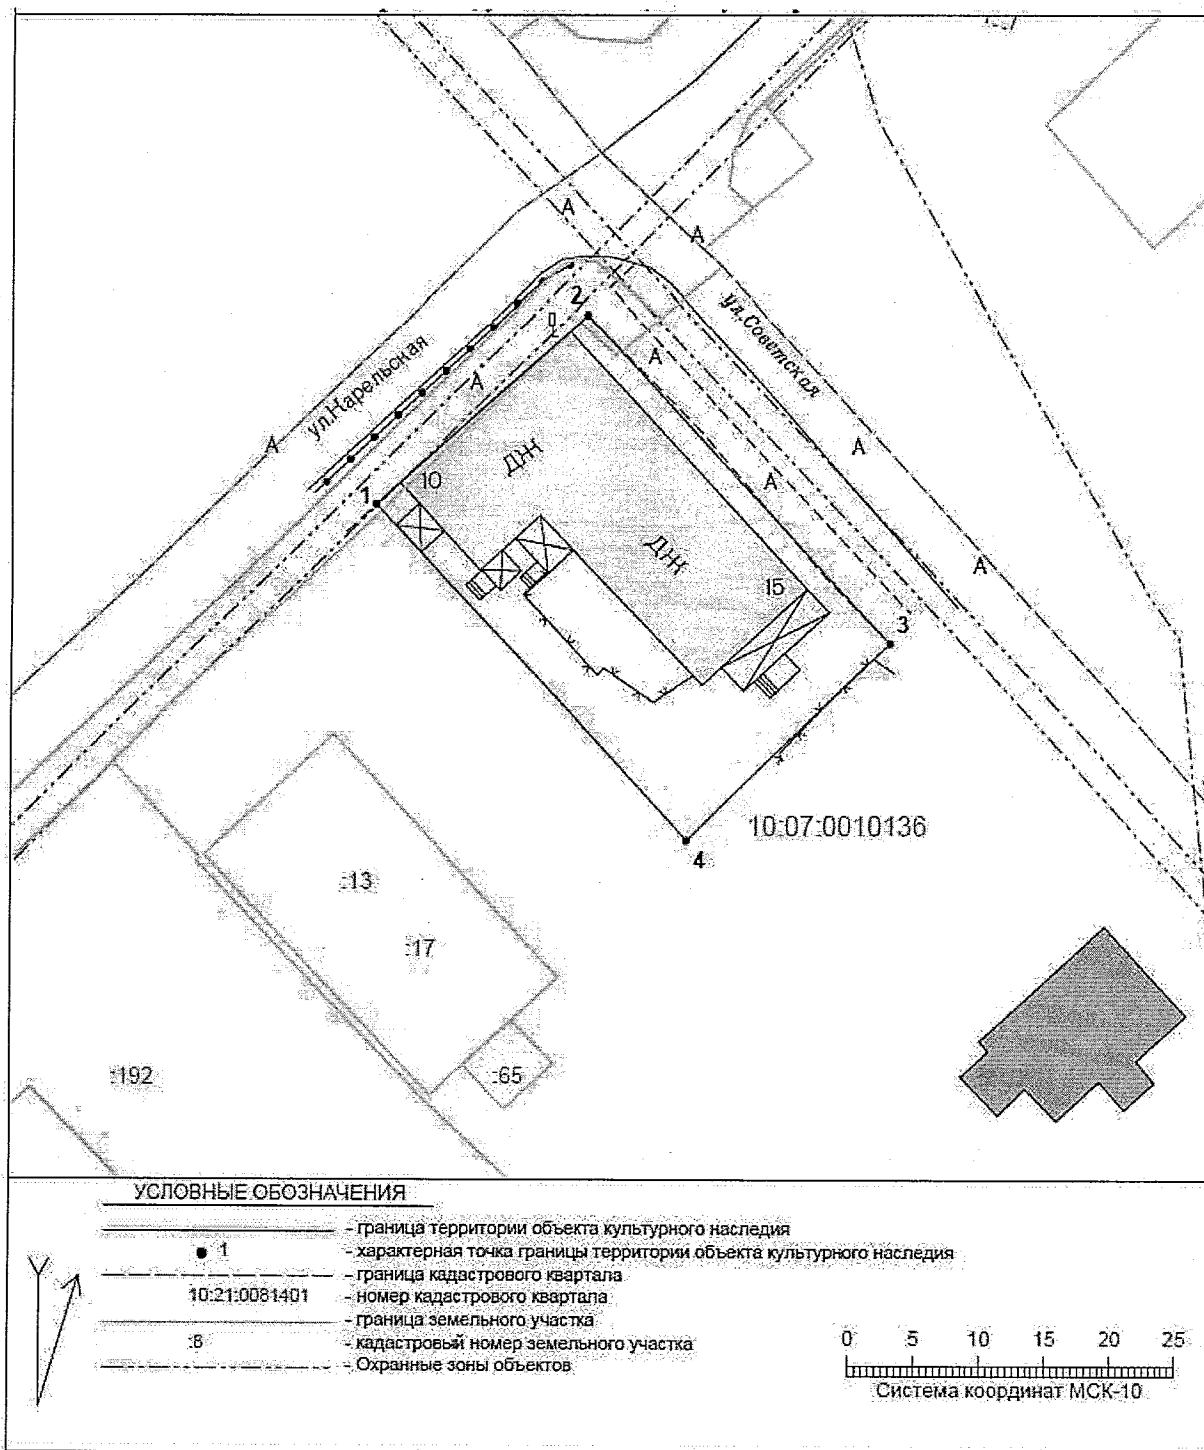 А
А
2
ул.Советская
А
ул.Карельская
А
А
А
ДЖ
10
А
1
ДЖ
15
А
3
10:07:0010136
4
:13
:17
:192
:65
УСЛОВНЫЕ ОБОЗНАЧЕНИЯ
- граница территории объекта культурного наследия
1 - характерная точка границы территории объекта культурного наследия
- граница кадастрового квартала
10:21:0081401 - номер кадастрового квартала
- граница земельного участка
:8 - кадастровый номер земельного участка
- Охранные зоны объектов
0 5 10 15 20 25
Система координат МСК-10